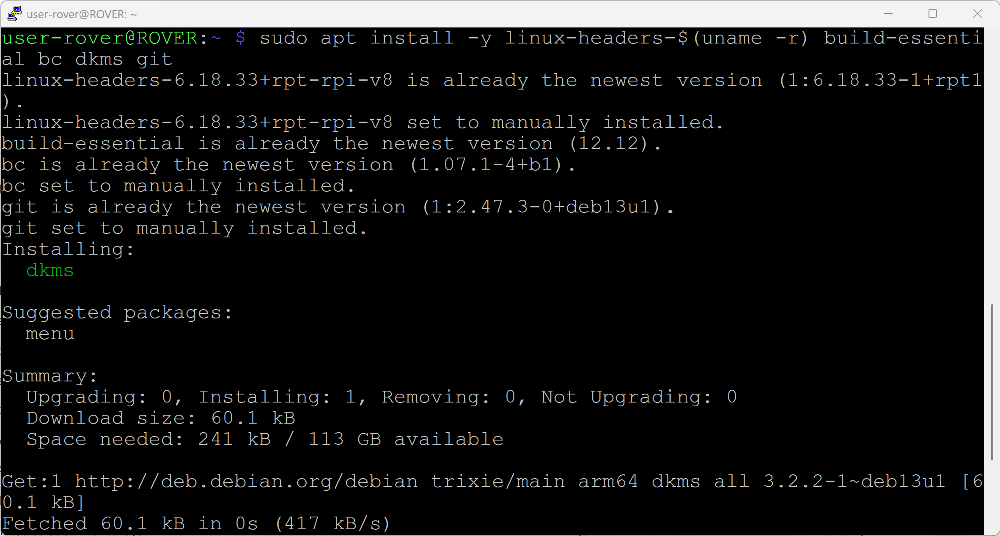 user-rover@ROVER: ~
user-rover@ROVER:~ $ sudo apt install -y linux-headers-$(uname -r) build-essenti
al bc dkms git
linux-headers-6.18.33+rpt-rpi-v8 is already the newest version (1:6.18.33-1+rpt1
).
linux-headers-6.18.33+rpt-rpi-v8 set to manually installed.
build-essential is already the newest version (12.12).
bc is already the newest version (1.07.1-4+b1).
bc set to manually installed.
git is already the newest version (1:2.47.3-0+deb13u1).
git set to manually installed.
Installing:
  dkms

Suggested packages:
  menu

Summary:
  Upgrading: 0, Installing: 1, Removing: 0, Not Upgrading: 0
  Download size: 60.1 kB
  Space needed: 241 kB / 113 GB available

Get:1 http://deb.debian.org/debian trixie/main arm64 dkms all 3.2.2-1~deb13u1 [6
0.1 kB]
Fetched 60.1 kB in 0s (417 kB/s)